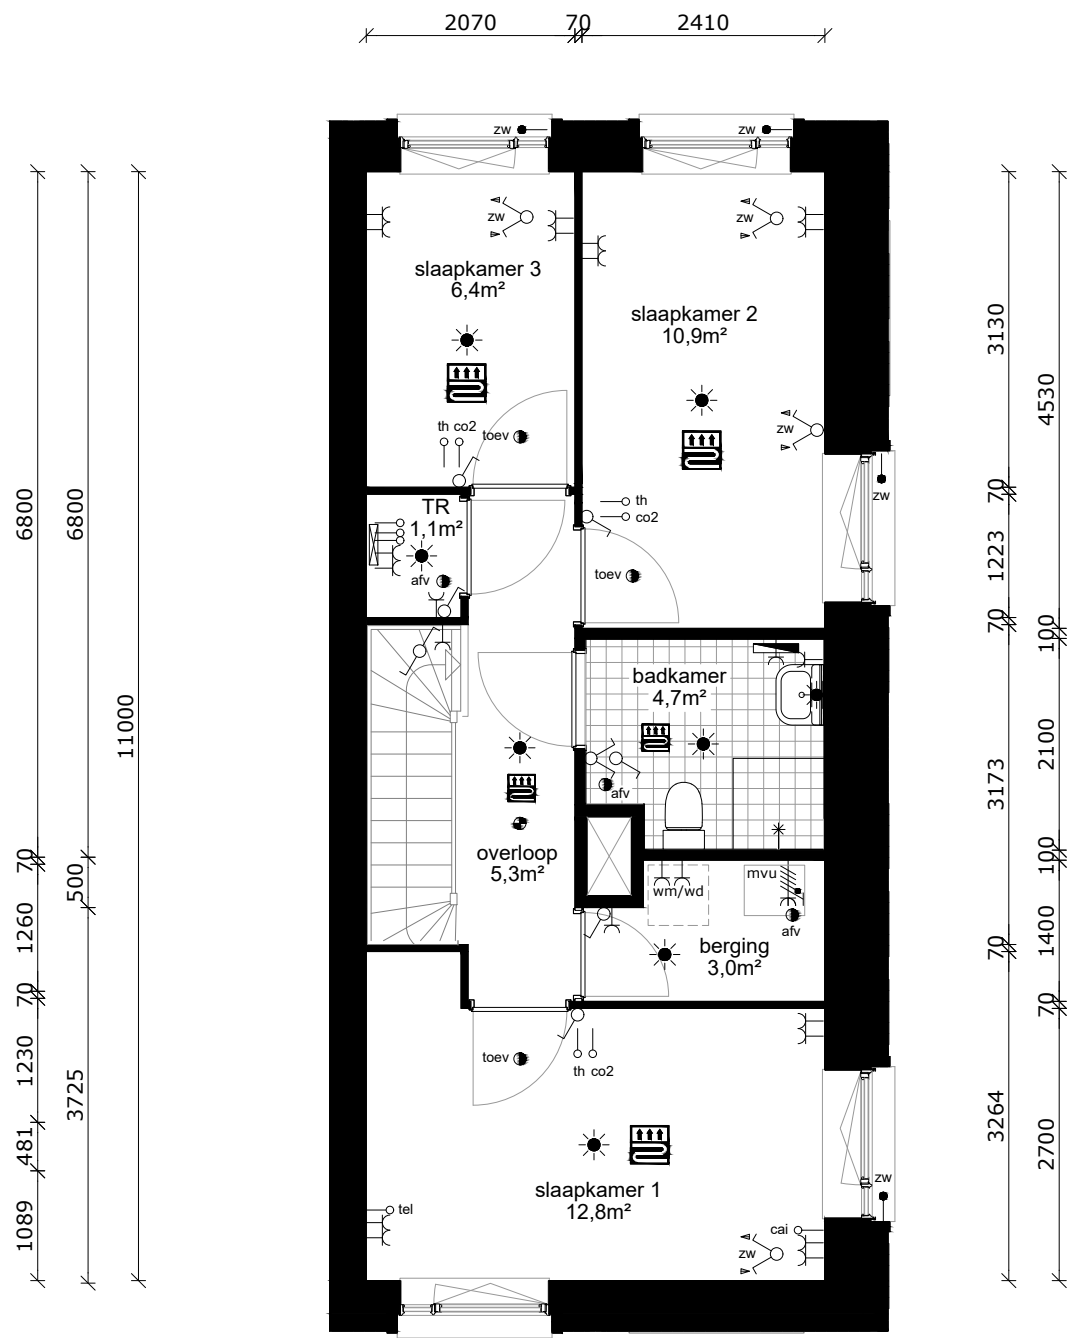 2070 70 2410
zw zw
zw zw
slaapkamer 3
6,4m²
slaapkamer 2
10,9m²
th co2 toev
zw
zw
TR
1,1m²
afv
th
co2
toev
badkamer
4,7m²
afv
overloop
5,3m²
wm/wd mvu
afv
berging
3,0m²
toev
th co2
slaapkamer 1
12,8m²
zw
tel
cai
zw
6800
70
1260
70
1230
481
1089
6800
500
3725
11000
3130
70
1223
70
3173
70
3264
4530
100
2100
100
1400
70
2700